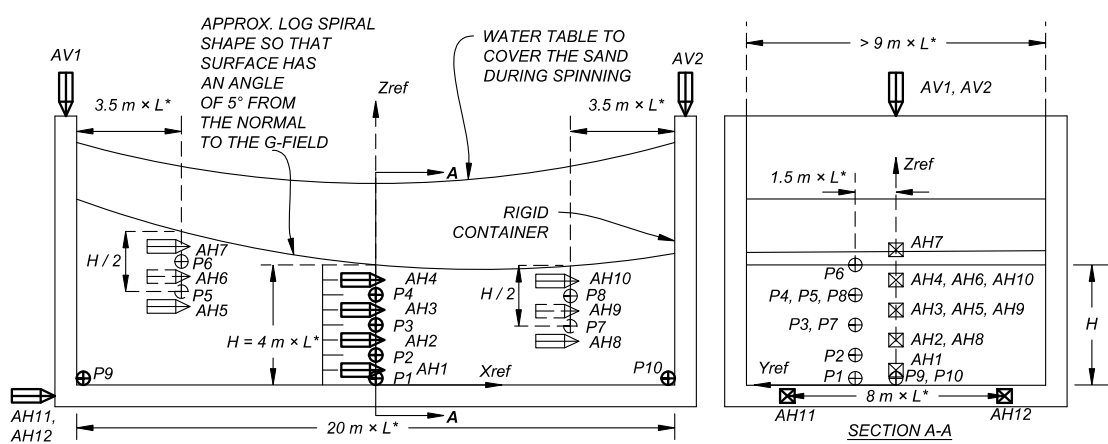 APPROX. LOG SPIRAL
SHAPE SO THAT
SURFACE HAS
AN ANGLE
OF 5° FROM
THE NORMAL
TO THE G-FIELD
WATER TABLE TO
COVER THE SAND
DURING SPINNING
AV1
AV2
3.5 m × L*
3.5 m × L*
Zref
A
RIGID
CONTAINER
AH7
P6
AH6
P5
AH5
H / 2
AH4
P4
AH3
P3
AH2
P2
AH1
P1
H = 4 m × L*
H / 2
AH10
P8
AH9
P7
AH8
P9
P10
Xref
A
AH11,
AH12
20 m × L*
> 9 m × L*
AV1, AV2
Zref
1.5 m × L*
AH7
P6
AH4, AH6, AH10
P4, P5, P8
AH3, AH5, AH9
P3, P7
AH2, AH8
P2
AH1
P1
P9, P10
H
Yref
8 m × L*
AH11
AH12
SECTION A-A